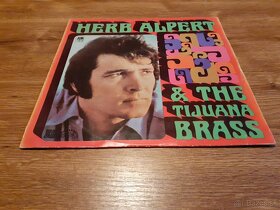 HERB ALPERT
& THE
TIJUANA
BRASS